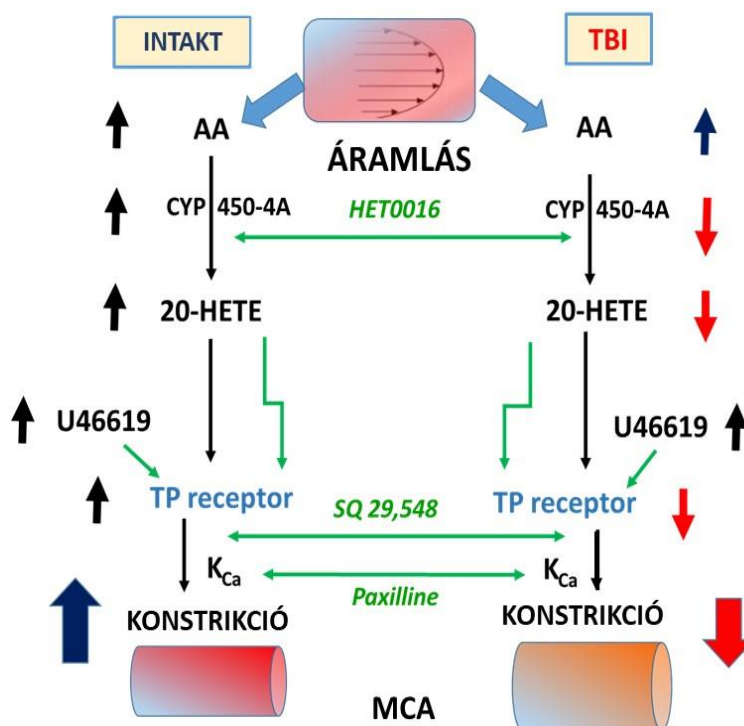 INTAKT
TBI
AA
AA
ÁRAMLÁS
CYP 450-4A
HET0016
CYP 450-4A
20-HETE
20-HETE
U46619
U46619
TP receptor
SQ 29,548
TP receptor
KCa
Paxilline
KCa
KONSTRIKCIÓ
KONSTRIKCIÓ
MCA